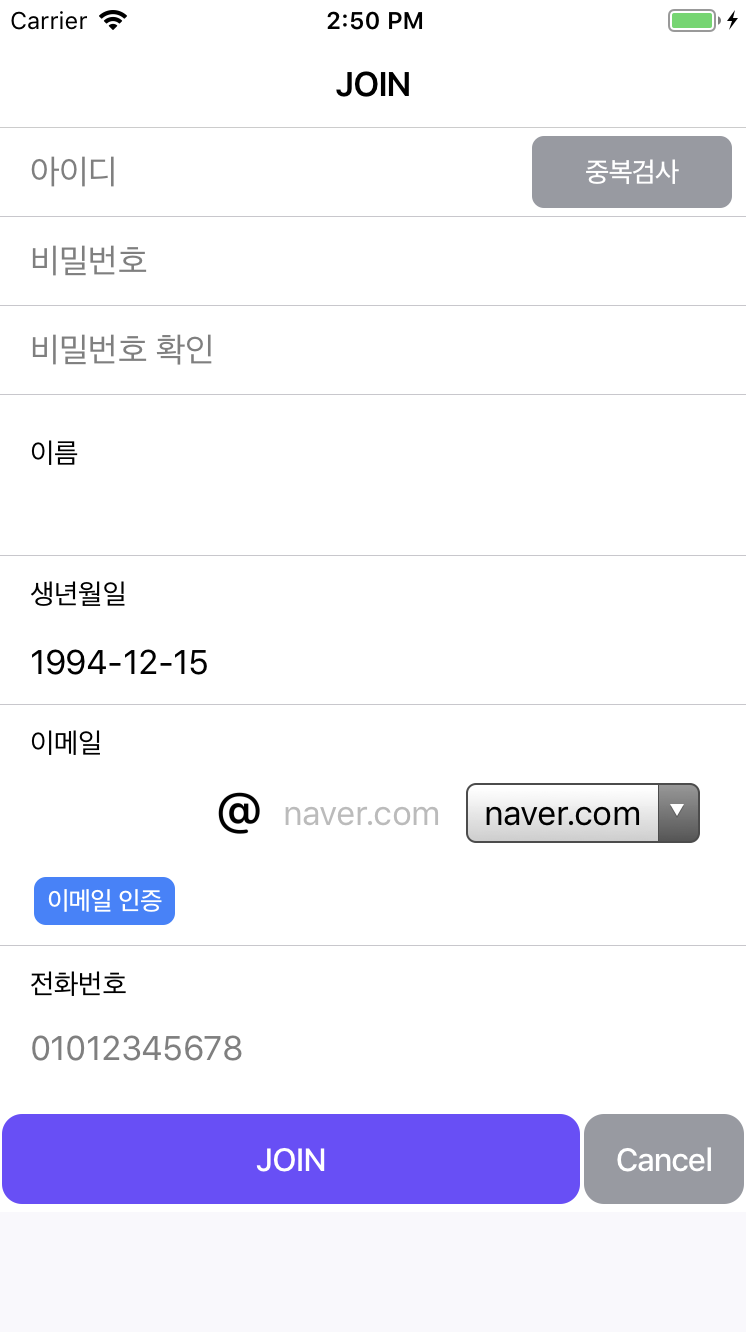 Carrier 2:50 PM
JOIN
아이디 중복검사
비밀번호
비밀번호 확인
이름
생년월일
1994-12-15
이메일
@ naver.com naver.com
이메일 인증
전화번호
01012345678
JOIN Cancel